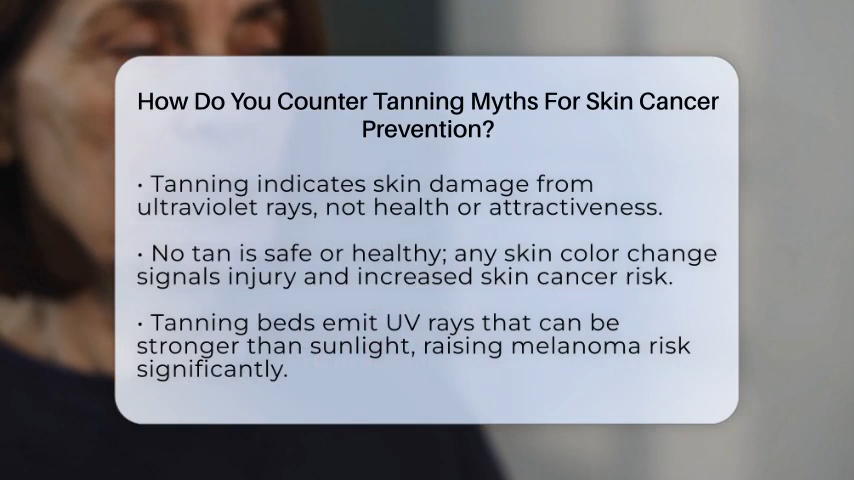 How Do You Counter Tanning Myths For Skin Cancer
Prevention?
• Tanning indicates skin damage from
ultraviolet rays, not health or attractiveness.
• No tan is safe or healthy; any skin color change
signals injury and increased skin cancer risk.
• Tanning beds emit UV rays that can be
stronger than sunlight, raising melanoma risk
significantly.